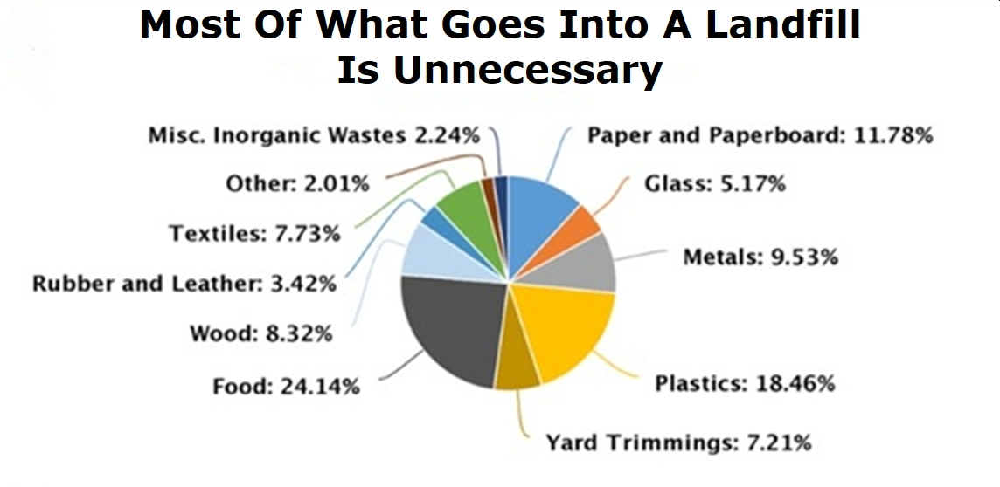 Most Of What Goes Into A Landfill
Is Unnecessary
Misc. Inorganic Wastes 2.24%
Paper and Paperboard: 11.78%
Other: 2.01%
Glass: 5.17%
Textiles: 7.73%
Metals: 9.53%
Rubber and Leather: 3.42%
Wood: 8.32%
Food: 24.14%
Plastics: 18.46%
Yard Trimmings: 7.21%